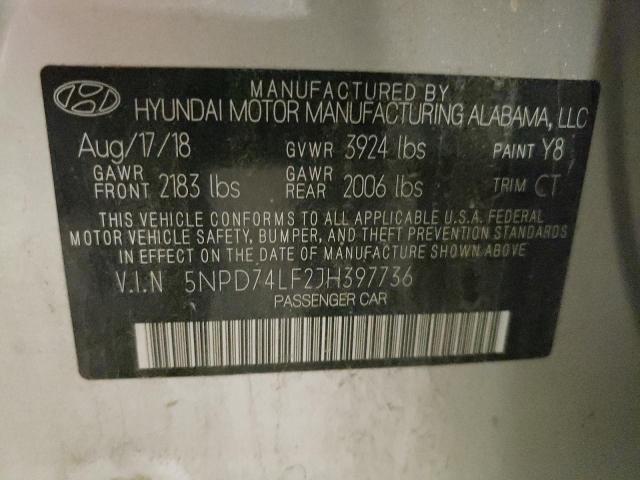 MANUFACTURED BY
HYUNDAI MOTOR MANUFACTURING ALABAMA, LLC
Aug/17/18 GVWR 3924 lbs PAINT Y8
GAWR FRONT 2183 lbs GAWR REAR 2006 lbs TRIM CT
THIS VEHICLE CONFORMS TO ALL APPLICABLE U.S.A. FEDERAL
MOTOR VEHICLE SAFETY, BUMPER, AND THEFT PREVENTION STANDARDS
IN EFFECT ON THE DATE OF MANUFACTURE SHOWN ABOVE.
V.I.N 5NPD74LF2JH397736
PASSENGER CAR